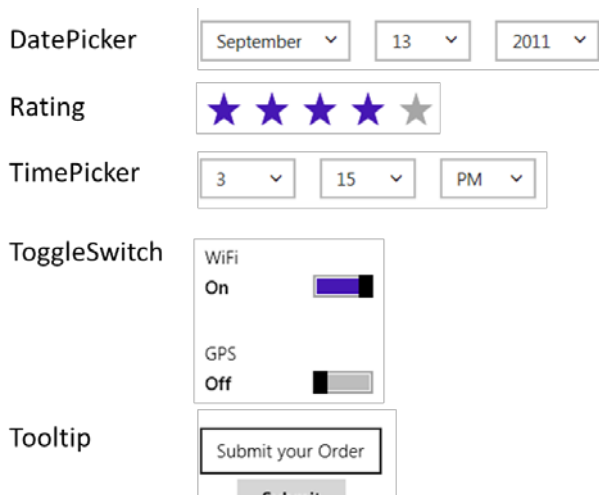 DatePicker September 13 2011
Rating
TimePicker 3 15 PM
ToggleSwitch WiFi
On
GPS
Off
Tooltip Submit your Order